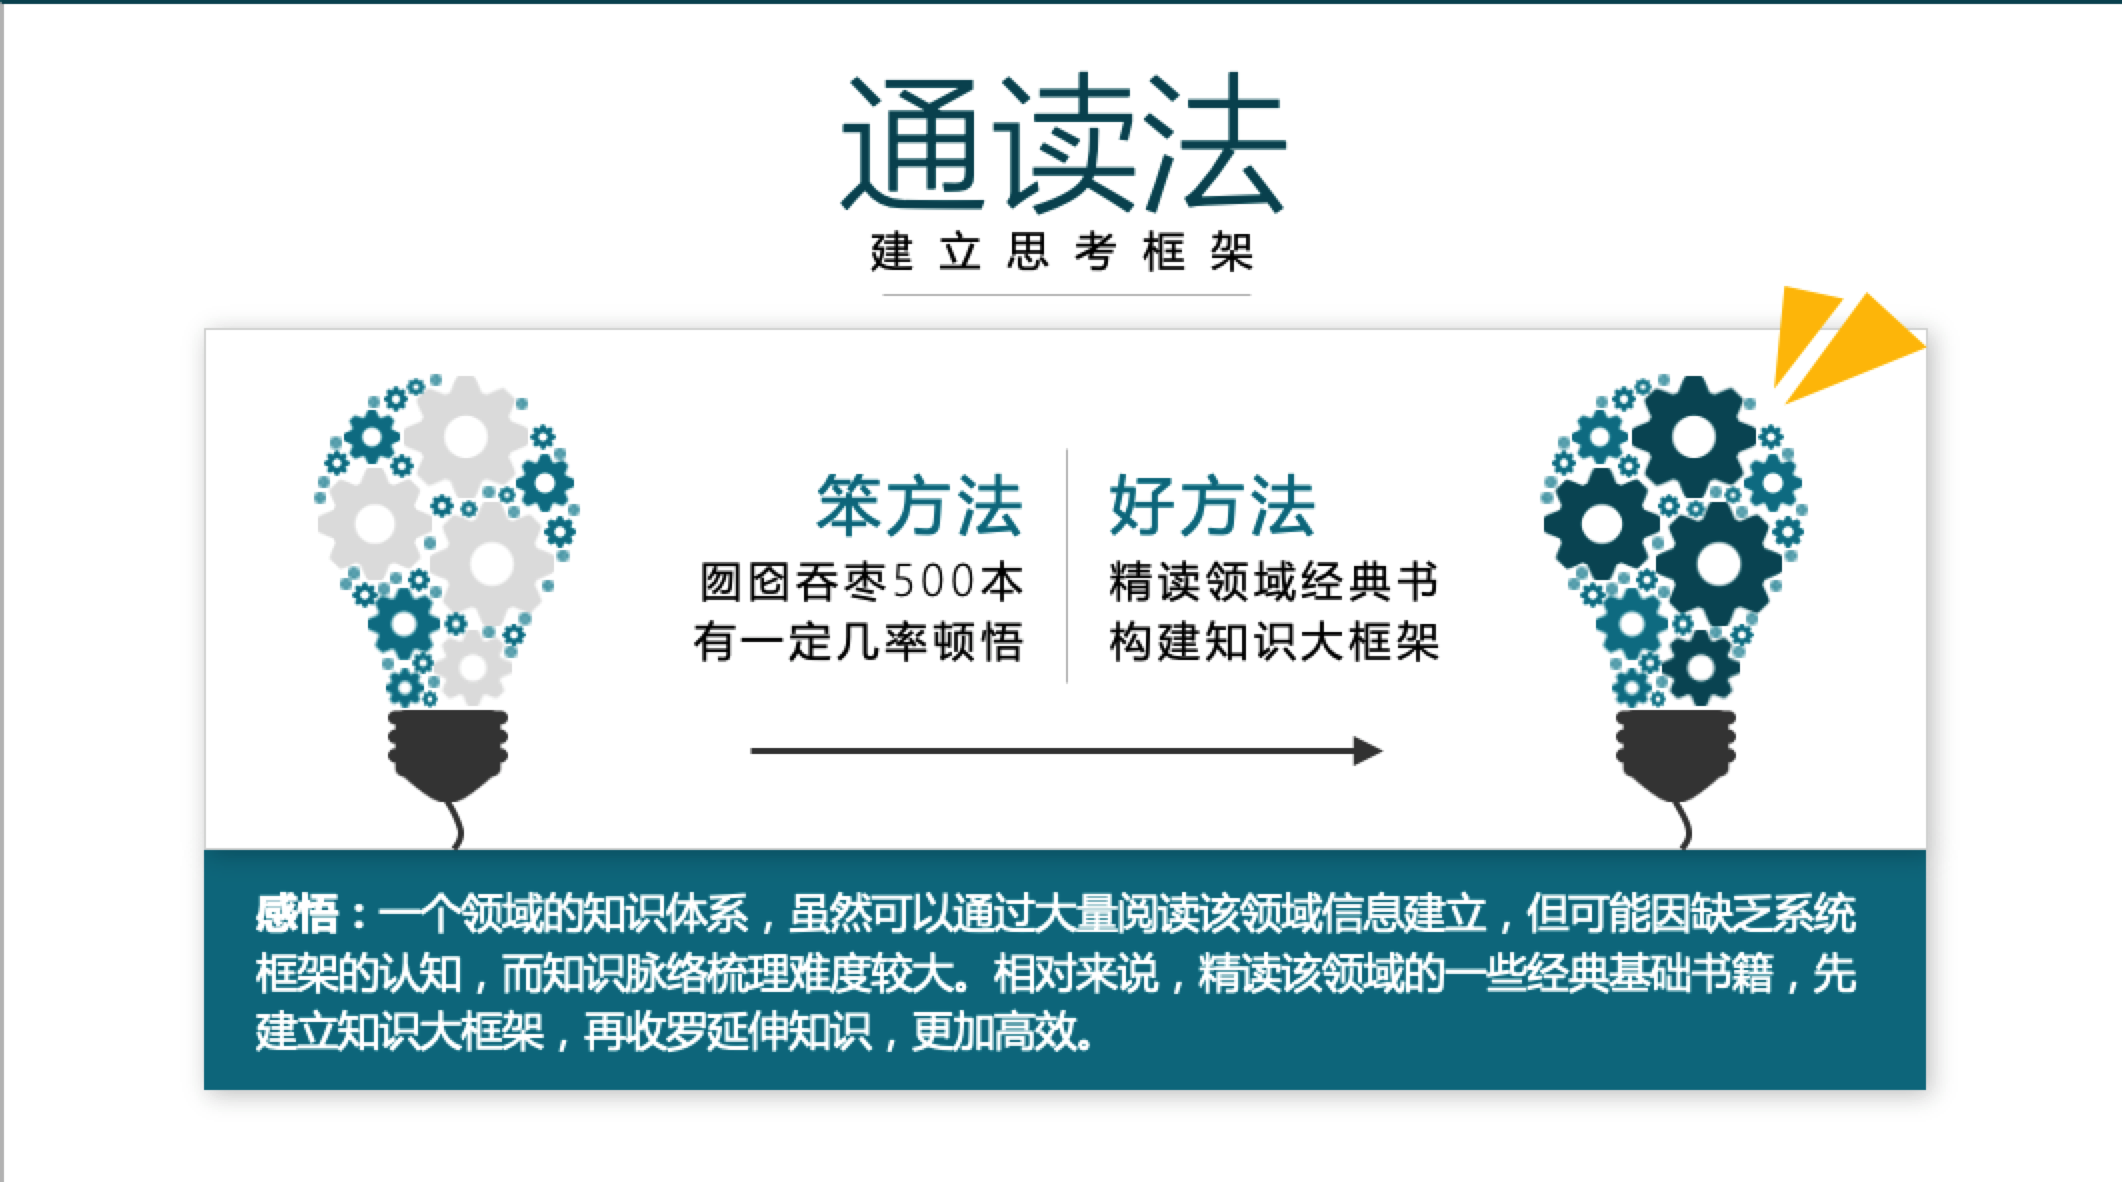 通读法
建立思考框架
笨方法
囫囵吞枣500本
有一定几率顿悟
好方法
精读领域经典书
构建知识大框架
感悟：一个领域的知识体系，虽然可以通过大量阅读该领域信息建立，但可能因缺乏系统
框架的认知，而知识脉络梳理难度较大。相对来说，精读该领域的一些经典基础书籍，先
建立知识大框架，再收罗延伸知识，更加高效。